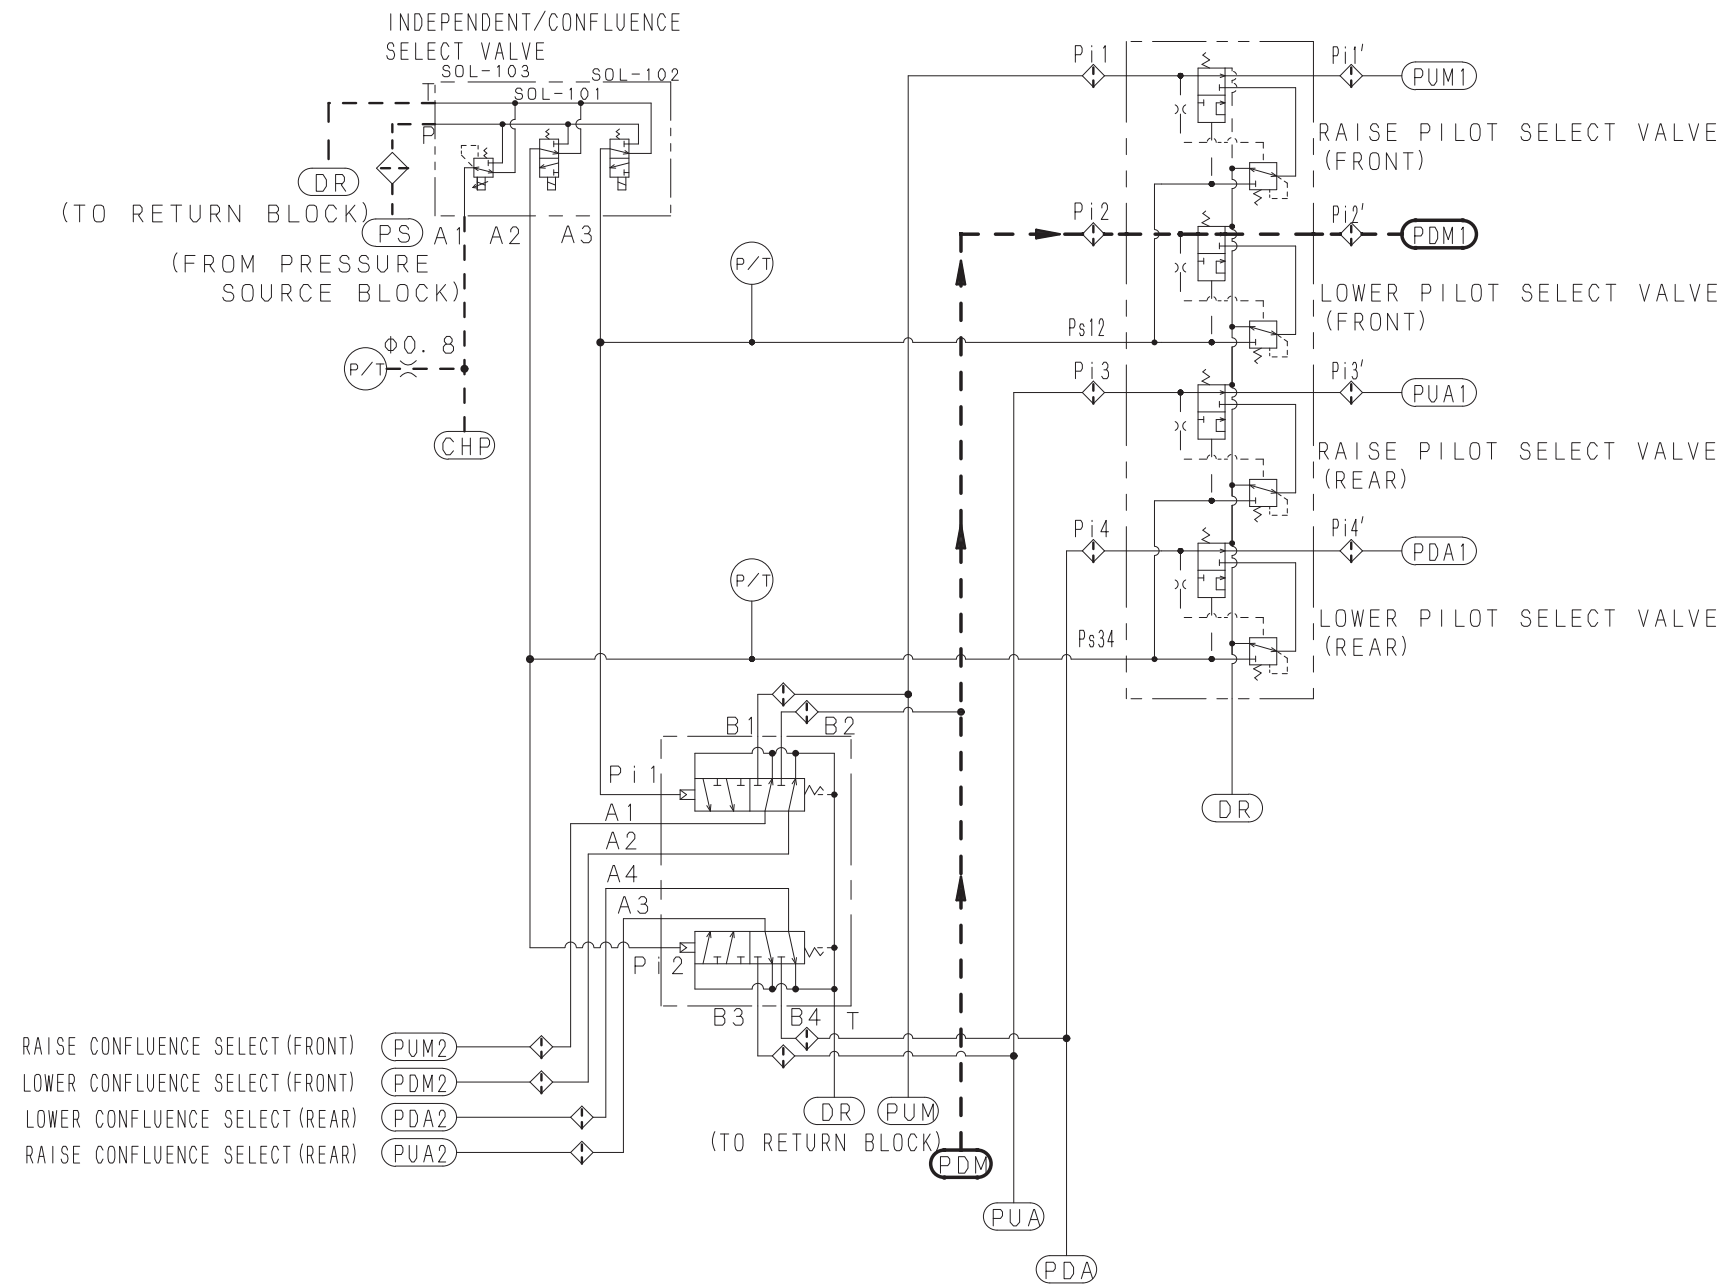 INDEPENDENT/CONFLUENCE
SELECT VALVE
SOL-103
SOL-102
SOL-101
T
P
DR
(TO RETURN BLOCK)
PS
A1
A2
A3
(FROM PRESSURE
SOURCE BLOCK)
P/T
Φ0.8
CHP
P/T
P/T
Pi1
Pi1'
PUM1
RAISE PILOT SELECT VALVE
(FRONT)
Pi2
Pi2'
PDM1
LOWER PILOT SELECT VALVE
(FRONT)
Ps12
Pi3
Pi3'
PUA1
RAISE PILOT SELECT VALVE
(REAR)
Pi4
Pi4'
PDA1
LOWER PILOT SELECT VALVE
(REAR)
Ps34
DR
B1
B2
Pi1
A1
A2
A4
A3
Pi2
B3
B4
T
RAISE CONFLUENCE SELECT(FRONT)
PUM2
LOWER CONFLUENCE SELECT(FRONT)
PDM2
LOWER CONFLUENCE SELECT(REAR)
PDA2
RAISE CONFLUENCE SELECT(REAR)
PUA2
DR
PUM
(TO RETURN BLOCK)
PDM
PUA
PDA